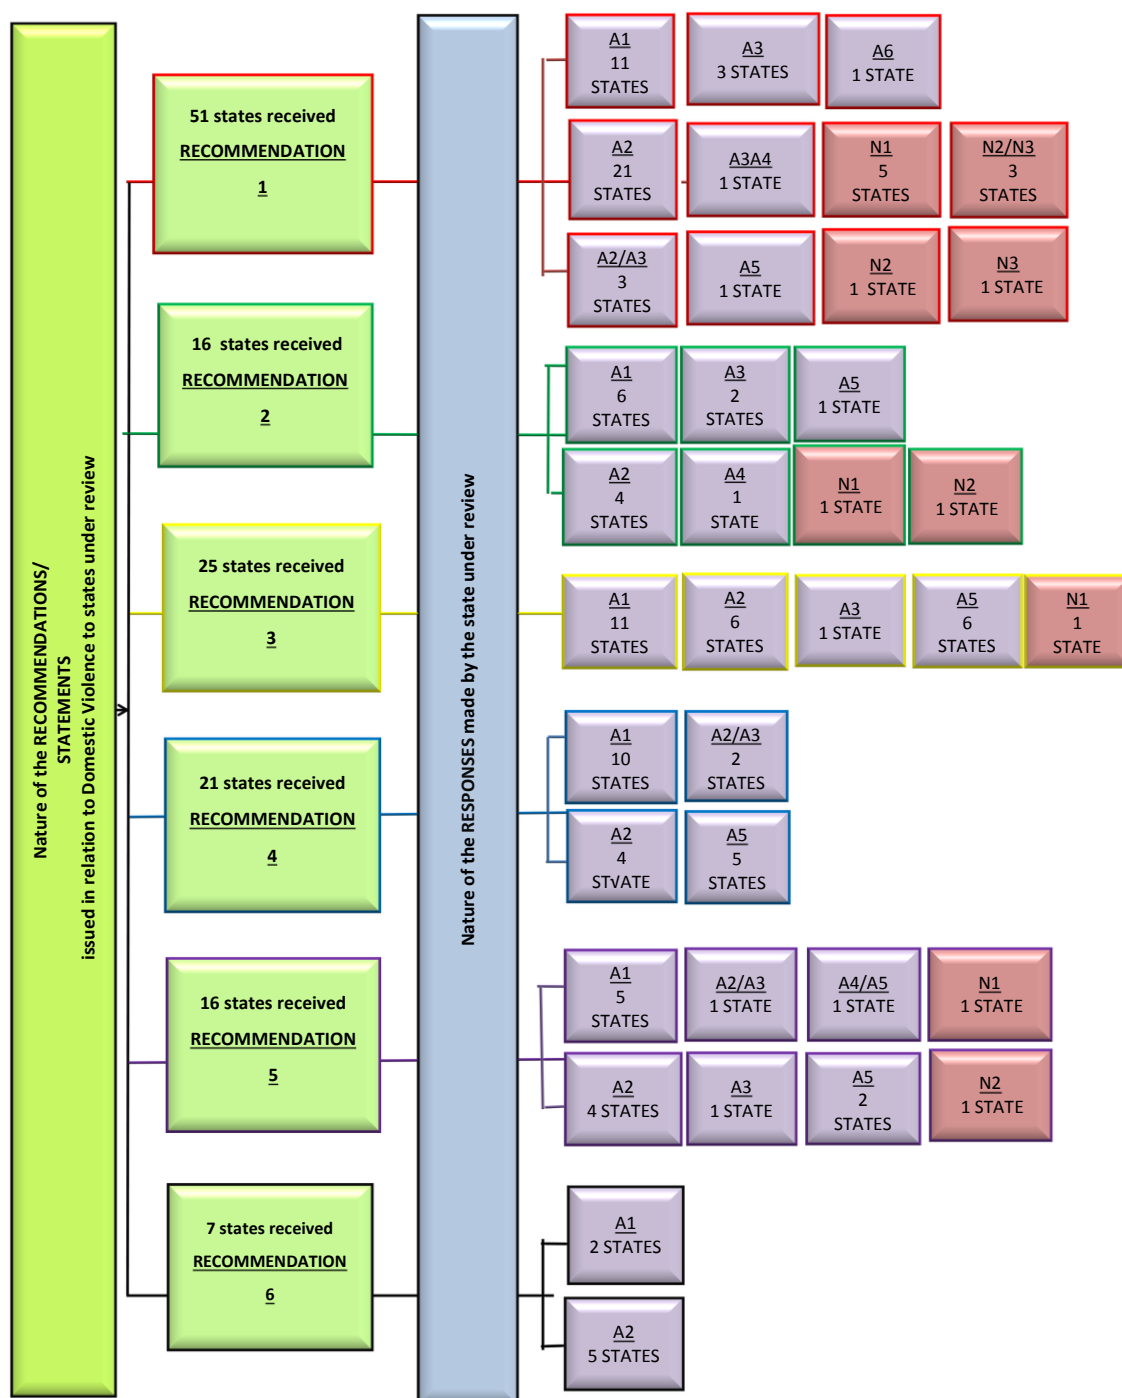 Nature of the RECOMMENDATIONS/
STATEMENTS
issued in relation to Domestic Violence to states under review
51 states received
RECOMMENDATION
1
16 states received
RECOMMENDATION
2
25 states received
RECOMMENDATION
3
21 states received
RECOMMENDATION
4
16 states received
RECOMMENDATION
5
7 states received
RECOMMENDATION
6
Nature of the RESPONSES made by the state under review
A1
11
STATES
A3
3 STATES
A6
1 STATE
A2
21
STATES
A3A4
1 STATE
N1
5
STATES
N2/N3
3
STATES
A2/A3
3
STATES
A5
1 STATE
N2
1 STATE
N3
1 STATE
A1
6
STATES
A3
2
STATES
A5
1 STATE
A2
4
STATES
A4
1
STATE
N1
1 STATE
N2
1 STATE
A1
11
STATES
A2
6
STATES
A3
1 STATE
A5
6
STATES
N1
1
STATE
A1
10
STATES
A2/A3
2
STATES
A2
4
ST√ATE
A5
5
STATES
A1
5
STATES
A2/A3
1 STATE
A4/A5
1 STATE
N1
1 STATE
A2
4 STATES
A3
1 STATE
A5
2
STATES
N2
1 STATE
A1
2 STATES
A2
5 STATES